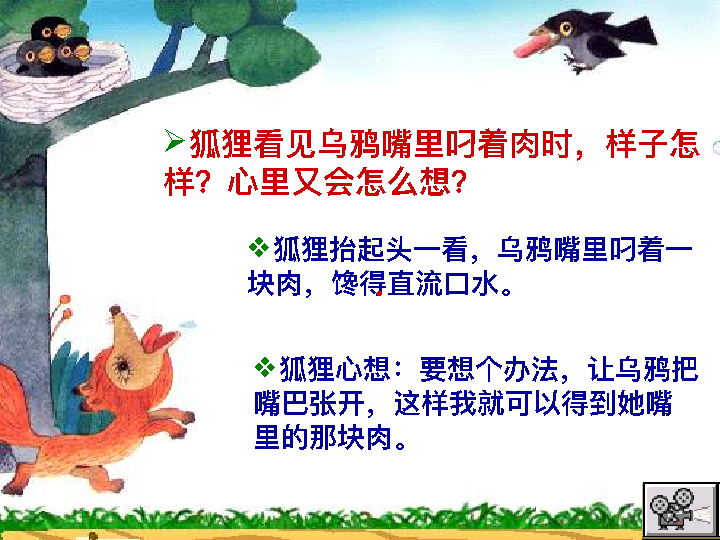 狐狸看见乌鸦嘴里叼着肉时，样子怎
样？心里又会怎么想？
狐狸抬起头一看，乌鸦嘴里叼着一
块肉，馋得直流口水。
狐狸心想：要想个办法，让乌鸦把
嘴巴张开，这样我就可以得到她嘴
里的那块肉。